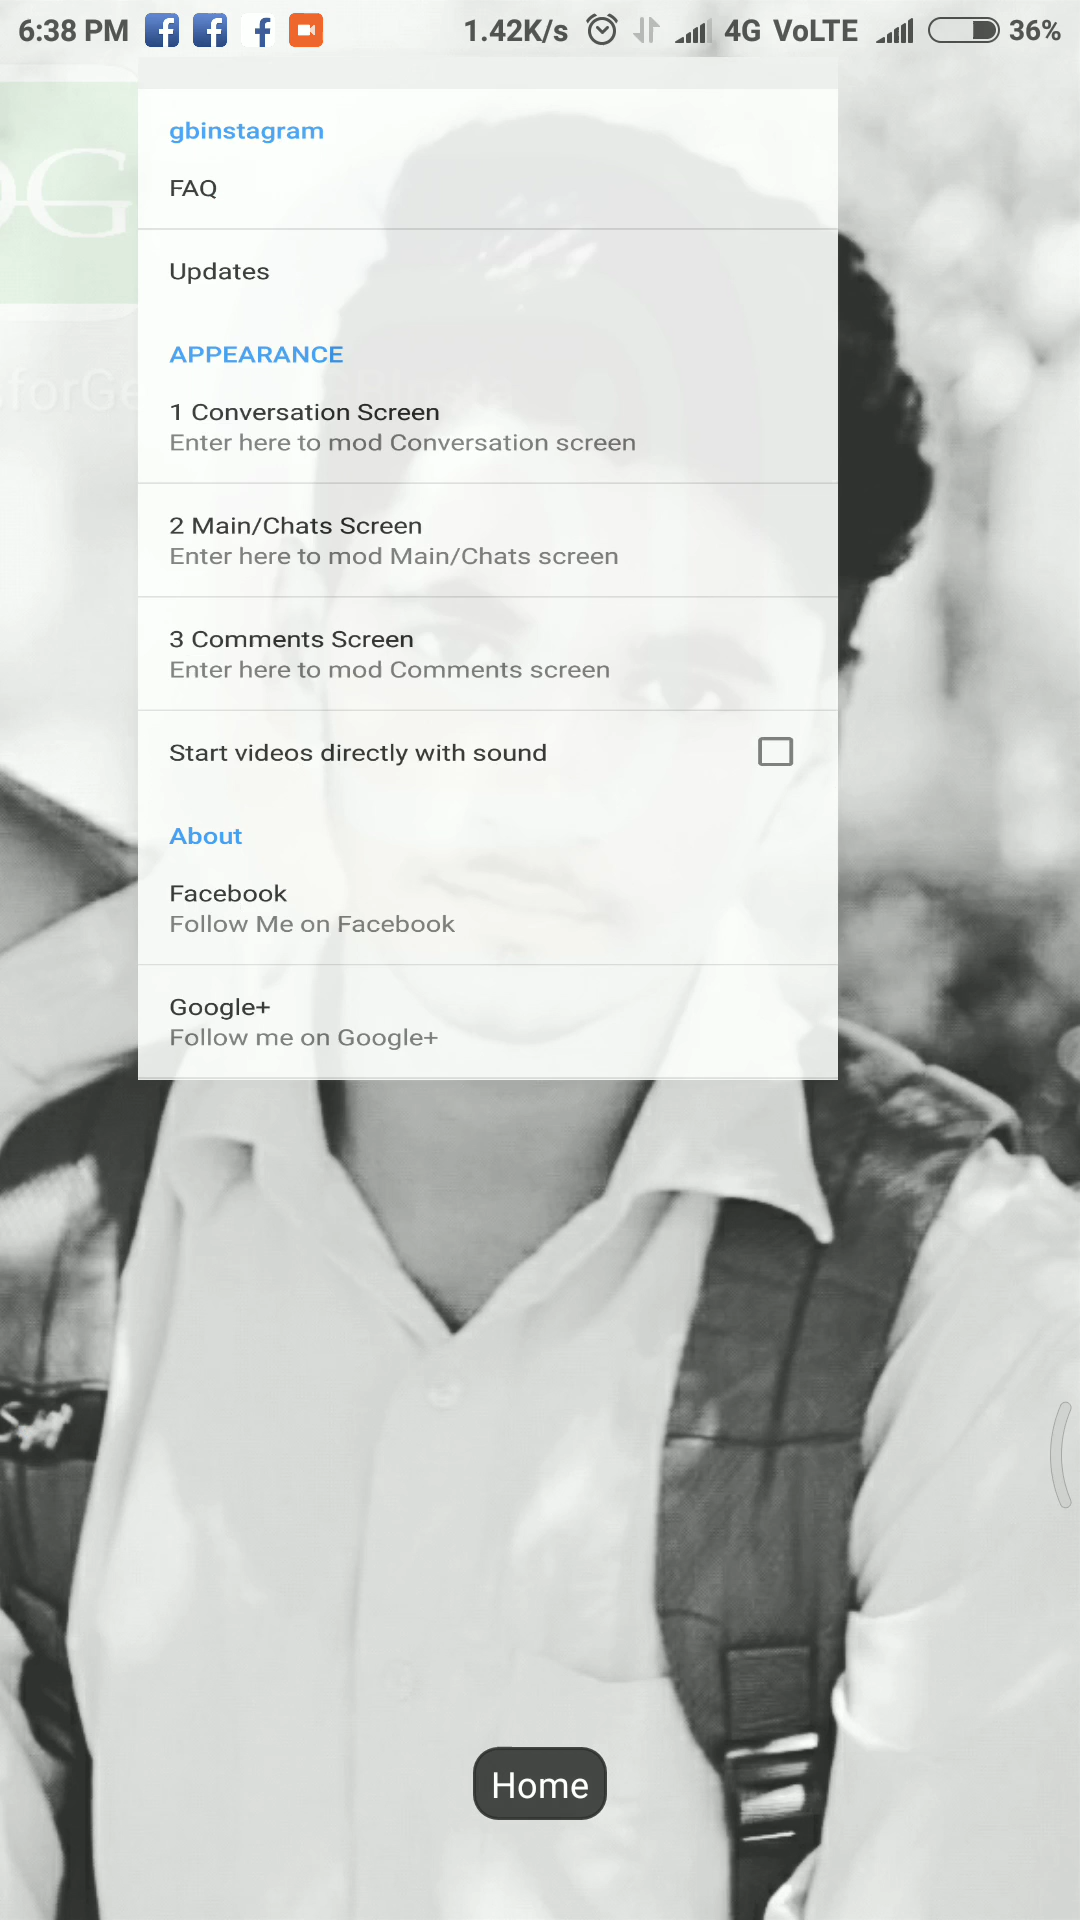 6:38 PM 1.42K/s 4G VoLTE 36%
gbinstagram
FAQ
Updates
APPEARANCE
1 Conversation Screen
Enter here to mod Conversation screen
2 Main/Chats Screen
Enter here to mod Main/Chats screen
3 Comments Screen
Enter here to mod Comments screen
Start videos directly with sound
About
Facebook
Follow Me on Facebook
Google+
Follow me on Google+
Home